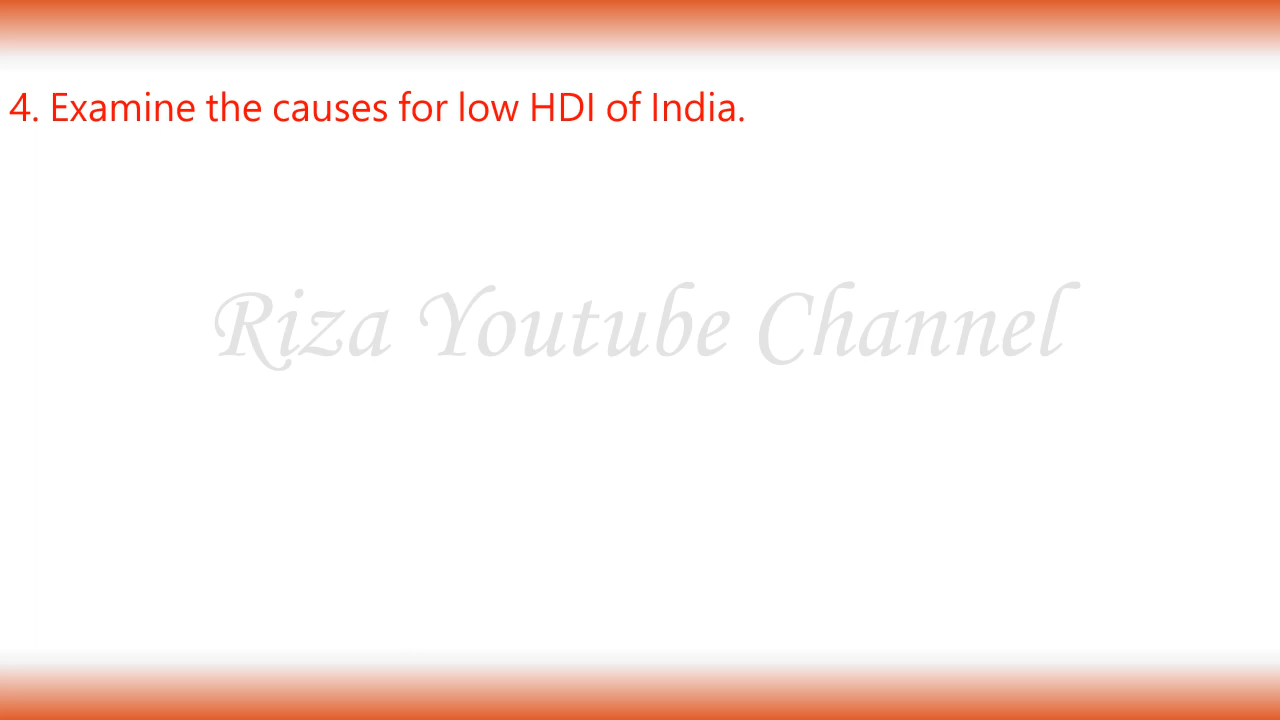 4. Examine the causes for low HDI of India.
Riza Youtube Channel